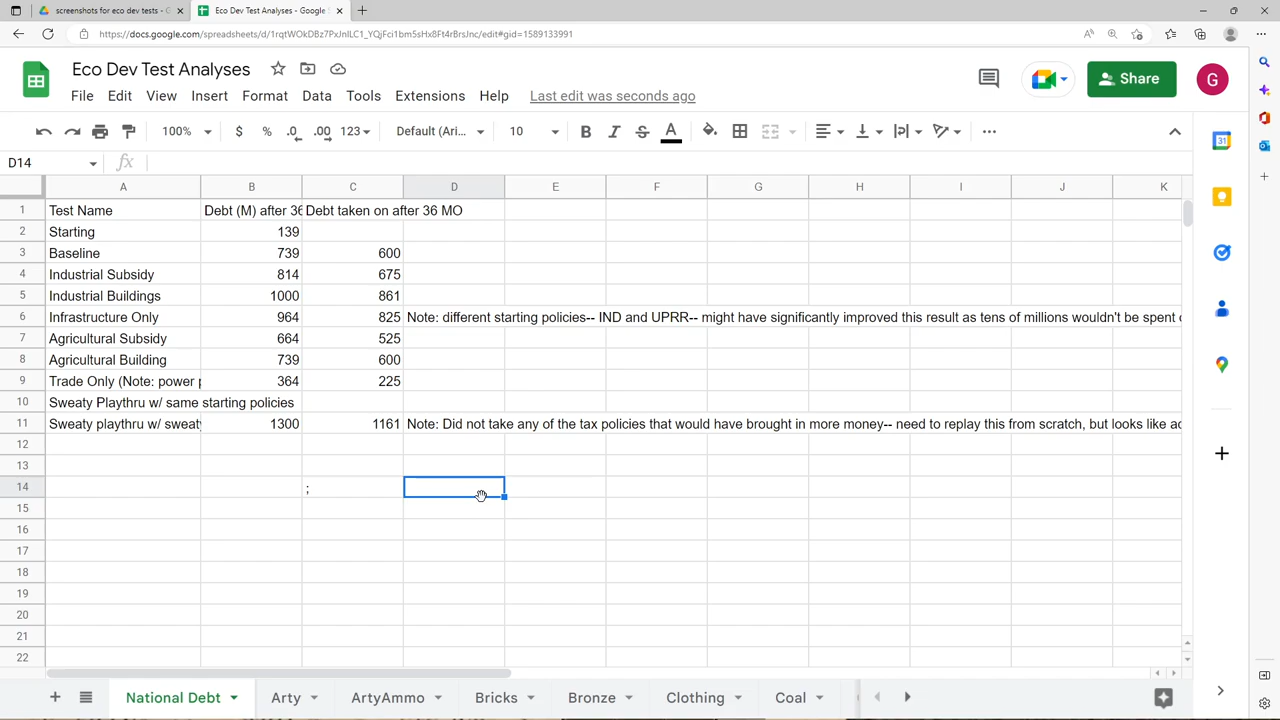 screenshots for eco dev tests - G
Eco Dev Test Analyses - Google S
https://docs.google.com/spreadsheets/d/1rqtWOkDBz7PxJnILC1_YQjFci1bm5sHx8Ft4rBrsJnc/edit#gid=1589133991
Eco Dev Test Analyses
Share
G
File Edit View Insert Format Data Tools Extensions Help Last edit was seconds ago
100% $ % .0 .00 123 Default (Ari... 10 B I S A
31
D14 fx
A B C D E F G H I J K
1 Test Name Debt (M) after 36 Debt taken on after 36 MO
2 Starting 139
3 Baseline 739 600
4 Industrial Subsidy 814 675
5 Industrial Buildings 1000 861
6 Infrastructure Only 964 825 Note: different starting policies-- IND and UPRR-- might have significantly improved this result as tens of millions wouldn't be spent
7 Agricultural Subsidy 664 525
8 Agricultural Building 739 600
9 Trade Only (Note: power p 364 225
10 Sweaty Playthru w/ same starting policies
11 Sweaty playthru w/ sweaty 1300 1161 Note: Did not take any of the tax policies that would have brought in more money-- need to replay this from scratch, but looks like ac
12
13
14 ;
15
16
17
18
19
20
21
22
National Debt Arty ArtyAmmo Bricks Bronze Clothing Coal